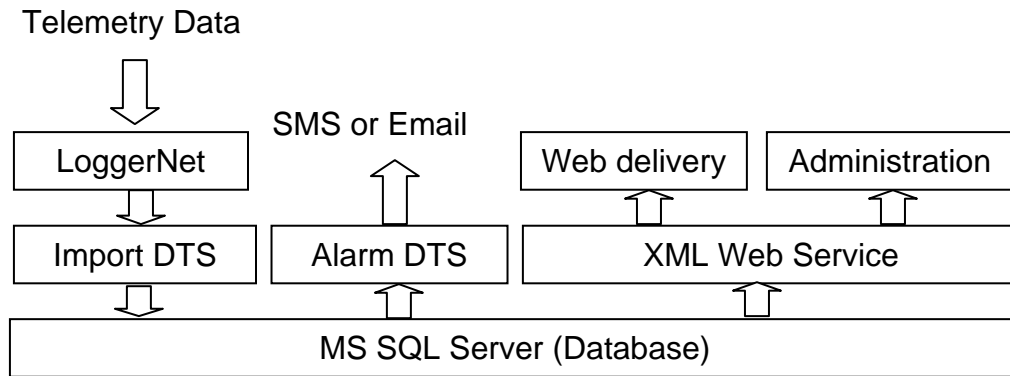 Telemetry Data
SMS or Email
LoggerNet
Web delivery
Administration
Import DTS
Alarm DTS
XML Web Service
MS SQL Server (Database)